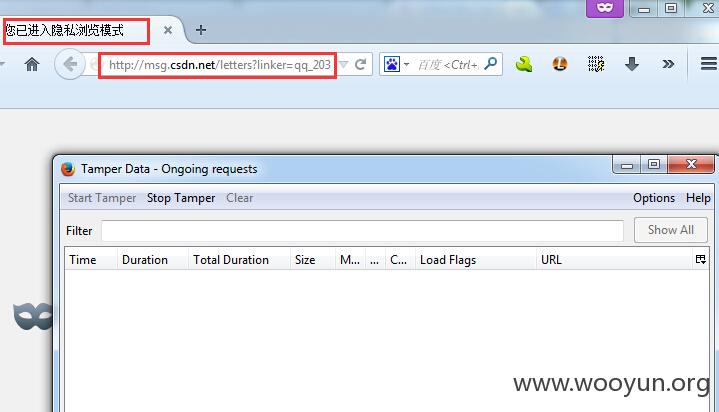 您已进入隐私浏览模式
http://msg.csdn.net/letters?linker=qq_203
百度 <Ctrl+
Tamper Data - Ongoing requests
Start Tamper Stop Tamper Clear Options Help
Filter Show All
Time Duration Total Duration Size M... ... C... Load Flags URL
www.wooyun.org